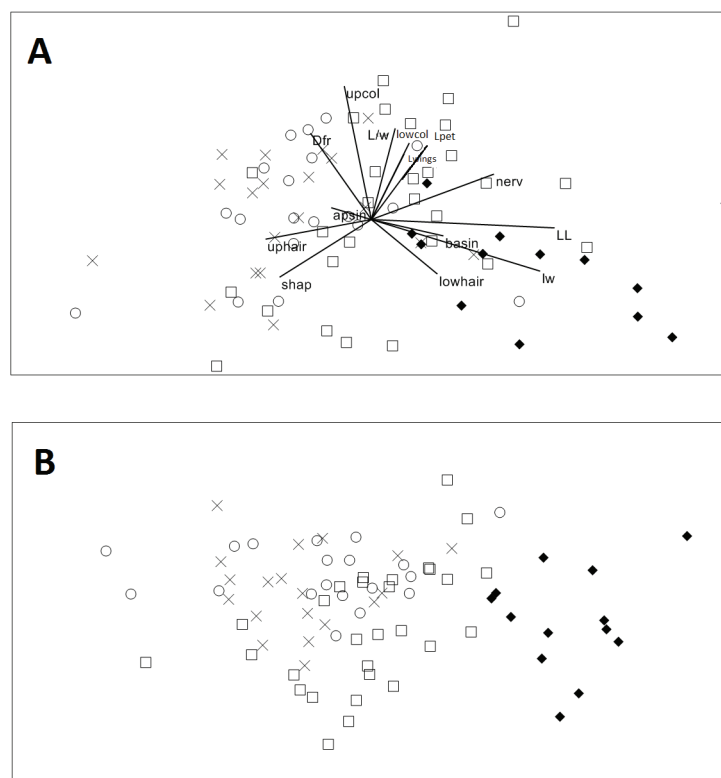 A
upcol
Dfr
L/w
lowcol
Lpet
Lwings
nerv
apsin
uphair
basin
LL
shap
lowhair
lw
B